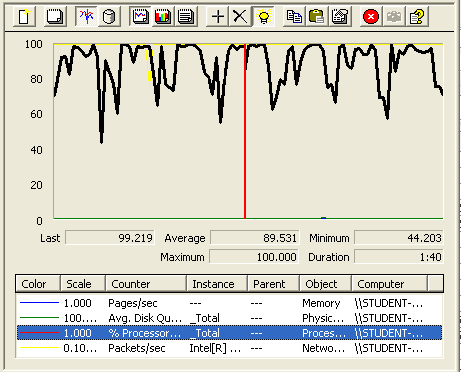 100
80
60
40
20
0
Last 99.219 Average 89.531 Minimum 44.203
Maximum 100.000 Duration 1:40
Color Scale Counter Instance Parent Object Computer
1.000 Pages/sec --- --- Memory \\STUDENT-...
100.... Avg. Disk Qu... _Total --- Physic... \\STUDENT-...
1.000 % Processor... _Total --- Proces... \\STUDENT-...
0.10... Packets/sec Intel[R] ... --- Netwo... \\STUDENT-...